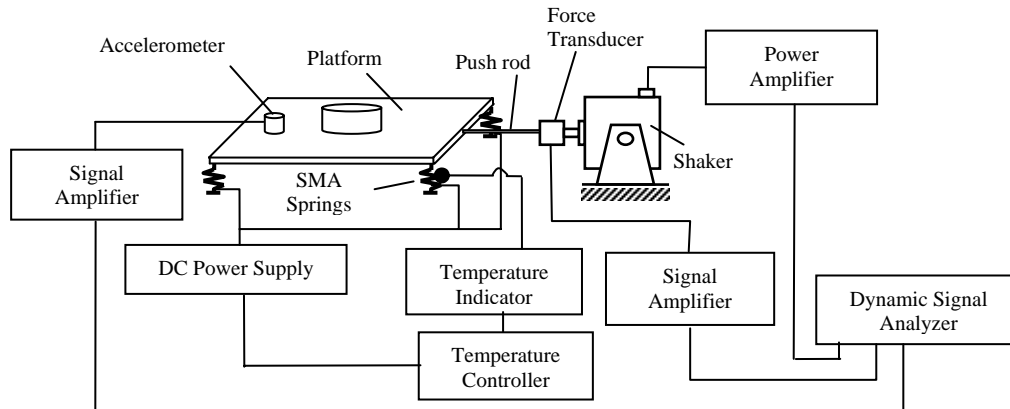 Force
Transducer
Accelerometer
Platform
Push rod
Power
Amplifier
Shaker
Signal
Amplifier
SMA
Springs
DC Power Supply
Temperature
Indicator
Signal
Amplifier
Dynamic Signal
Analyzer
Temperature
Controller